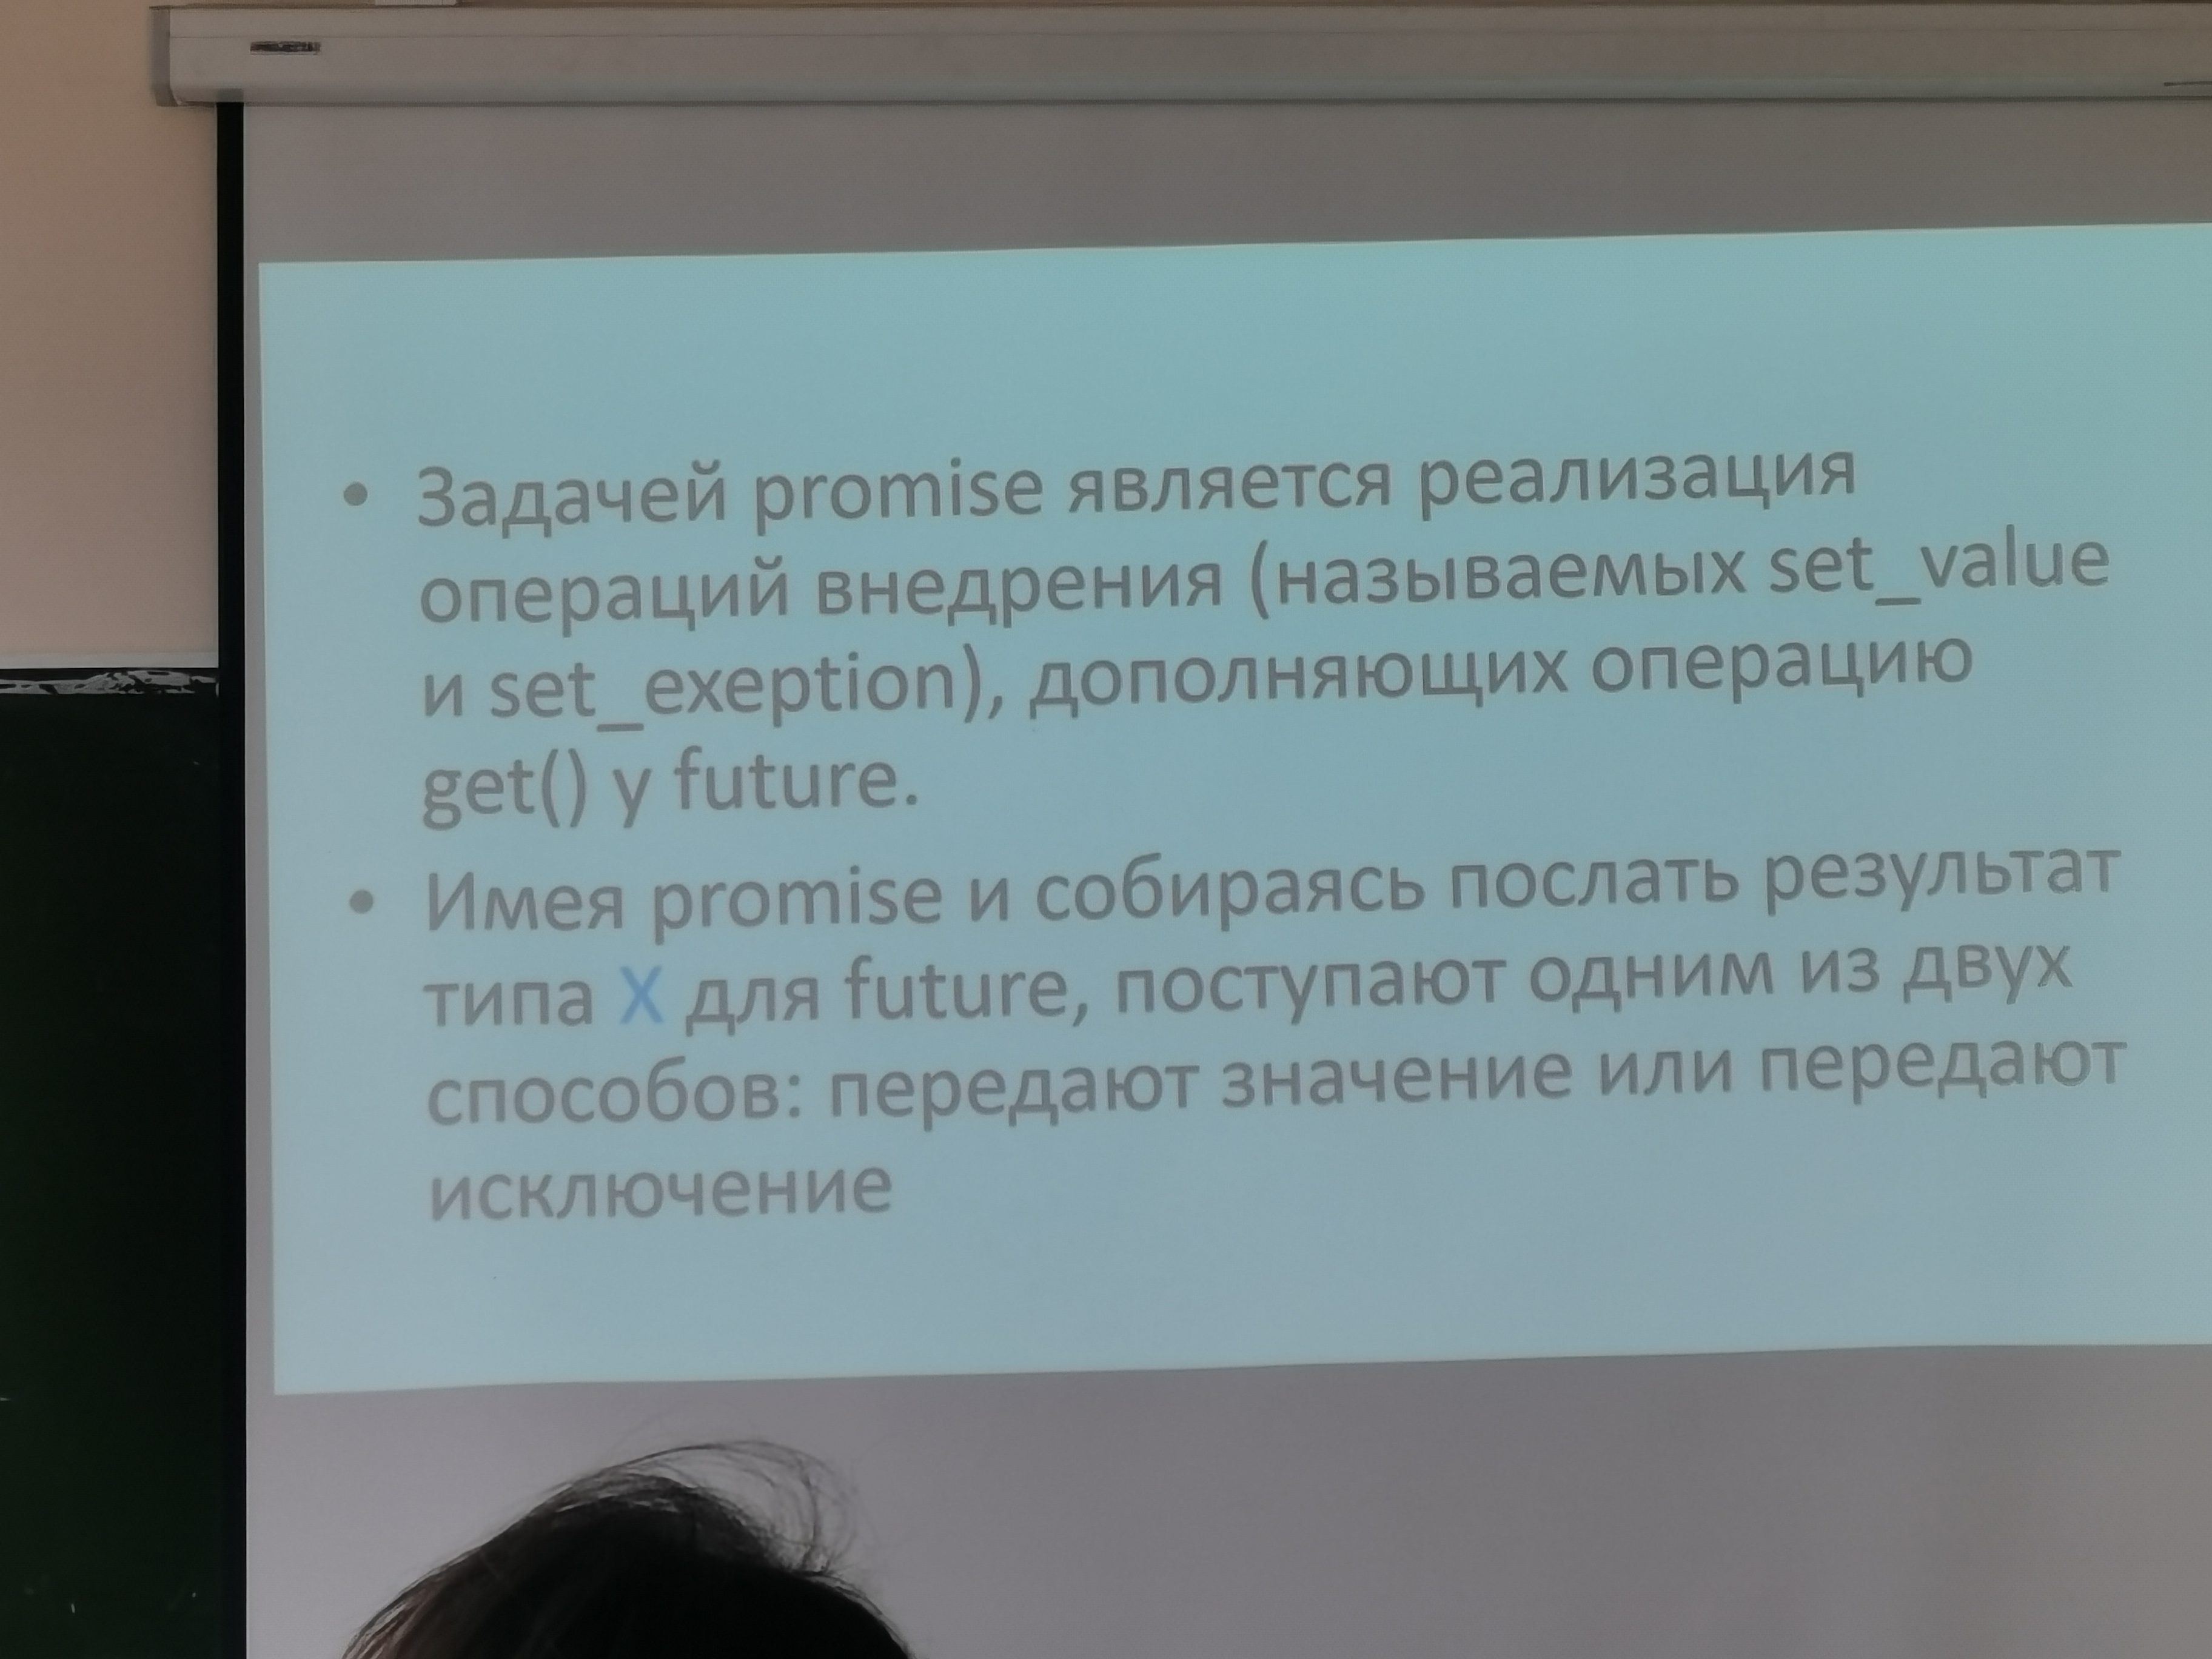 • Задачей promise является реализация
операций внедрения (называемых set_value
и set_exeption), дополняющих операцию
get() у future.
• Имея promise и собираясь послать результат
типа X для future, поступают одним из двух
способов: передают значение или передают
исключение